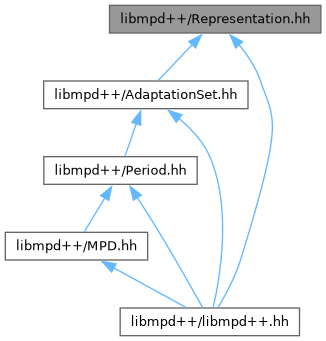 libmpd++/Representation.hh
libmpd++/AdaptationSet.hh
libmpd++/Period.hh
libmpd++/MPD.hh
libmpd++/libmpd++.hh